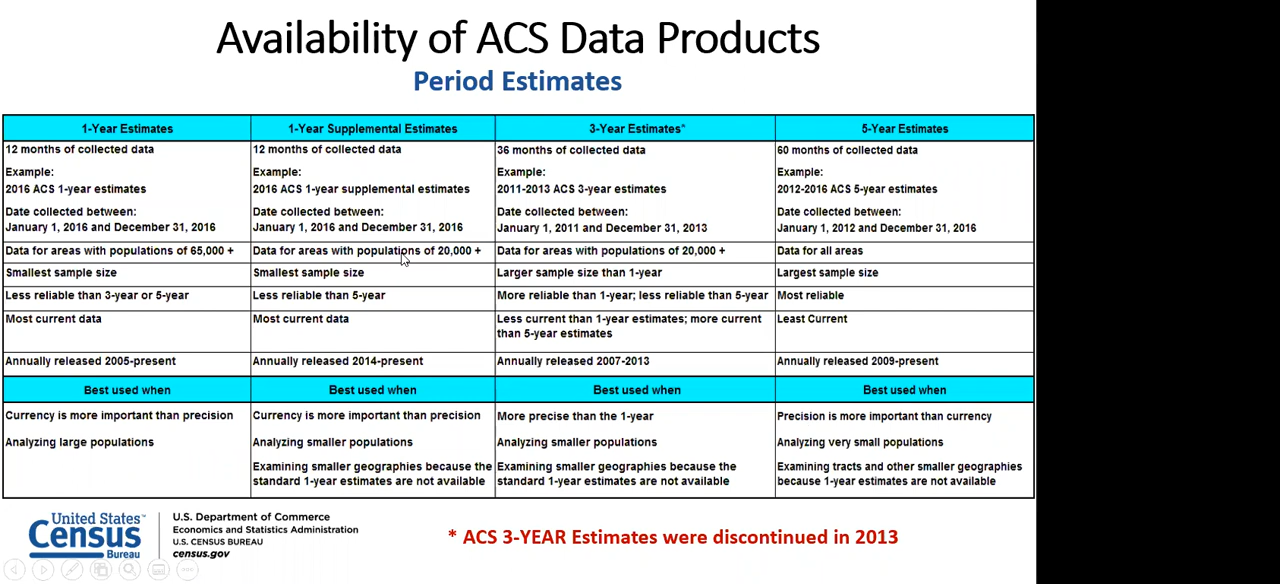 Availability of ACS Data Products
Period Estimates
1-Year Estimates
1-Year Supplemental Estimates
3-Year Estimates*
5-Year Estimates
12 months of collected data
Example:
2016 ACS 1-year estimates
Date collected between:
January 1, 2016 and December 31, 2016
12 months of collected data
Example:
2016 ACS 1-year supplemental estimates
Date collected between:
January 1, 2016 and December 31, 2016
36 months of collected data
Example:
2011-2013 ACS 3-year estimates
Date collected between:
January 1, 2011 and December 31, 2013
60 months of collected data
Example:
2012-2016 ACS 5-year estimates
Date collected between:
January 1, 2012 and December 31, 2016
Data for areas with populations of 65,000 +
Data for areas with populations of 20,000 +
Data for areas with populations of 20,000 +
Data for all areas
Smallest sample size
Smallest sample size
Larger sample size than 1-year
Largest sample size
Less reliable than 3-year or 5-year
Less reliable than 5-year
More reliable than 1-year; less reliable than 5-year
Most reliable
Most current data
Most current data
Less current than 1-year estimates; more current
than 5-year estimates
Least Current
Annually released 2005-present
Annually released 2014-present
Annually released 2007-2013
Annually released 2009-present
Best used when
Best used when
Best used when
Best used when
Currency is more important than precision
Analyzing large populations
Currency is more important than precision
Analyzing smaller populations
Examining smaller geographies because the
standard 1-year estimates are not available
More precise than the 1-year
Analyzing smaller populations
Examining smaller geographies because the
standard 1-year estimates are not available
Precision is more important than currency
Analyzing very small populations
Examining tracts and other smaller geographies
because 1-year estimates are not available
United States™
Census
Bureau
U.S. Department of Commerce
Economics and Statistics Administration
U.S. CENSUS BUREAU
census.gov
* ACS 3-YEAR Estimates were discontinued in 2013